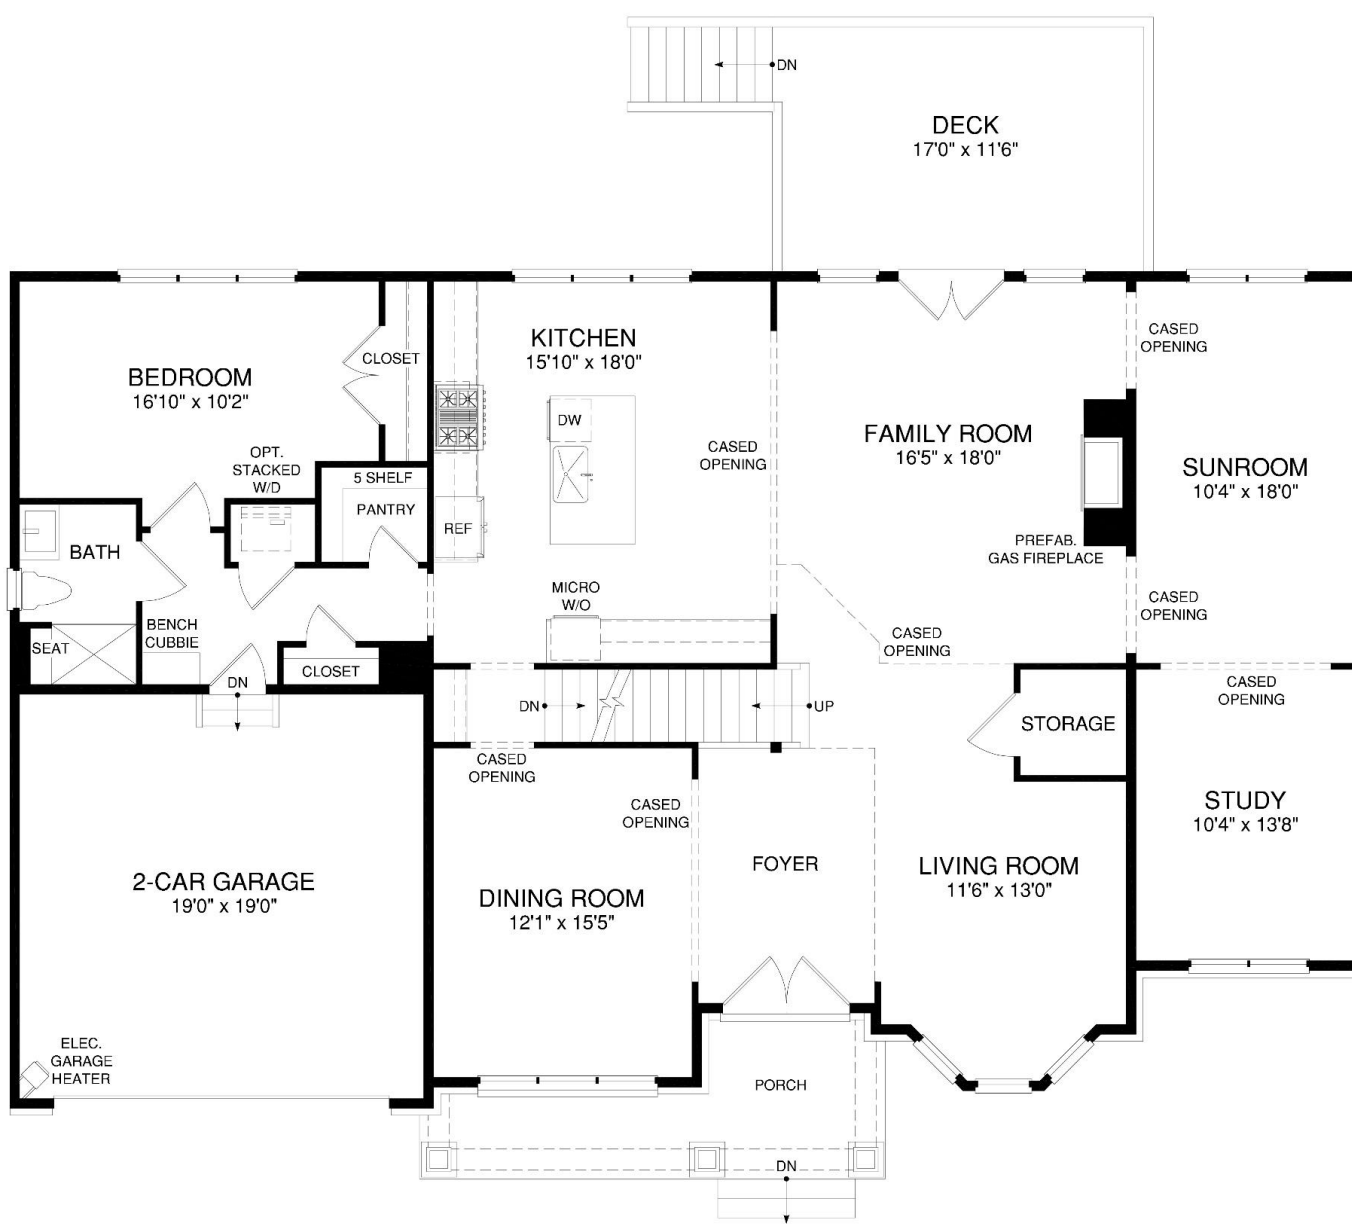 DN
DECK
17'0" x 11'6"
BEDROOM
16'10" x 10'2"
CLOSET
KITCHEN
15'10" x 18'0"
DW
CASED
OPENING
FAMILY ROOM
16'5" x 18'0"
CASED
OPENING
SUNROOM
10'4" x 18'0"
OPT.
STACKED
W/D
5 SHELF
PANTRY
REF
BATH
PREFAB.
GAS FIREPLACE
MICRO
W/O
CASED
OPENING
BENCH
CUBBIE
SEAT
CLOSET
CASED
OPENING
DN
DN
UP
STORAGE
CASED
OPENING
CASED
OPENING
CASED
OPENING
STUDY
10'4" x 13'8"
2-CAR GARAGE
19'0" x 19'0"
DINING ROOM
12'1" x 15'5"
FOYER
LIVING ROOM
11'6" x 13'0"
ELEC.
GARAGE
HEATER
PORCH
DN